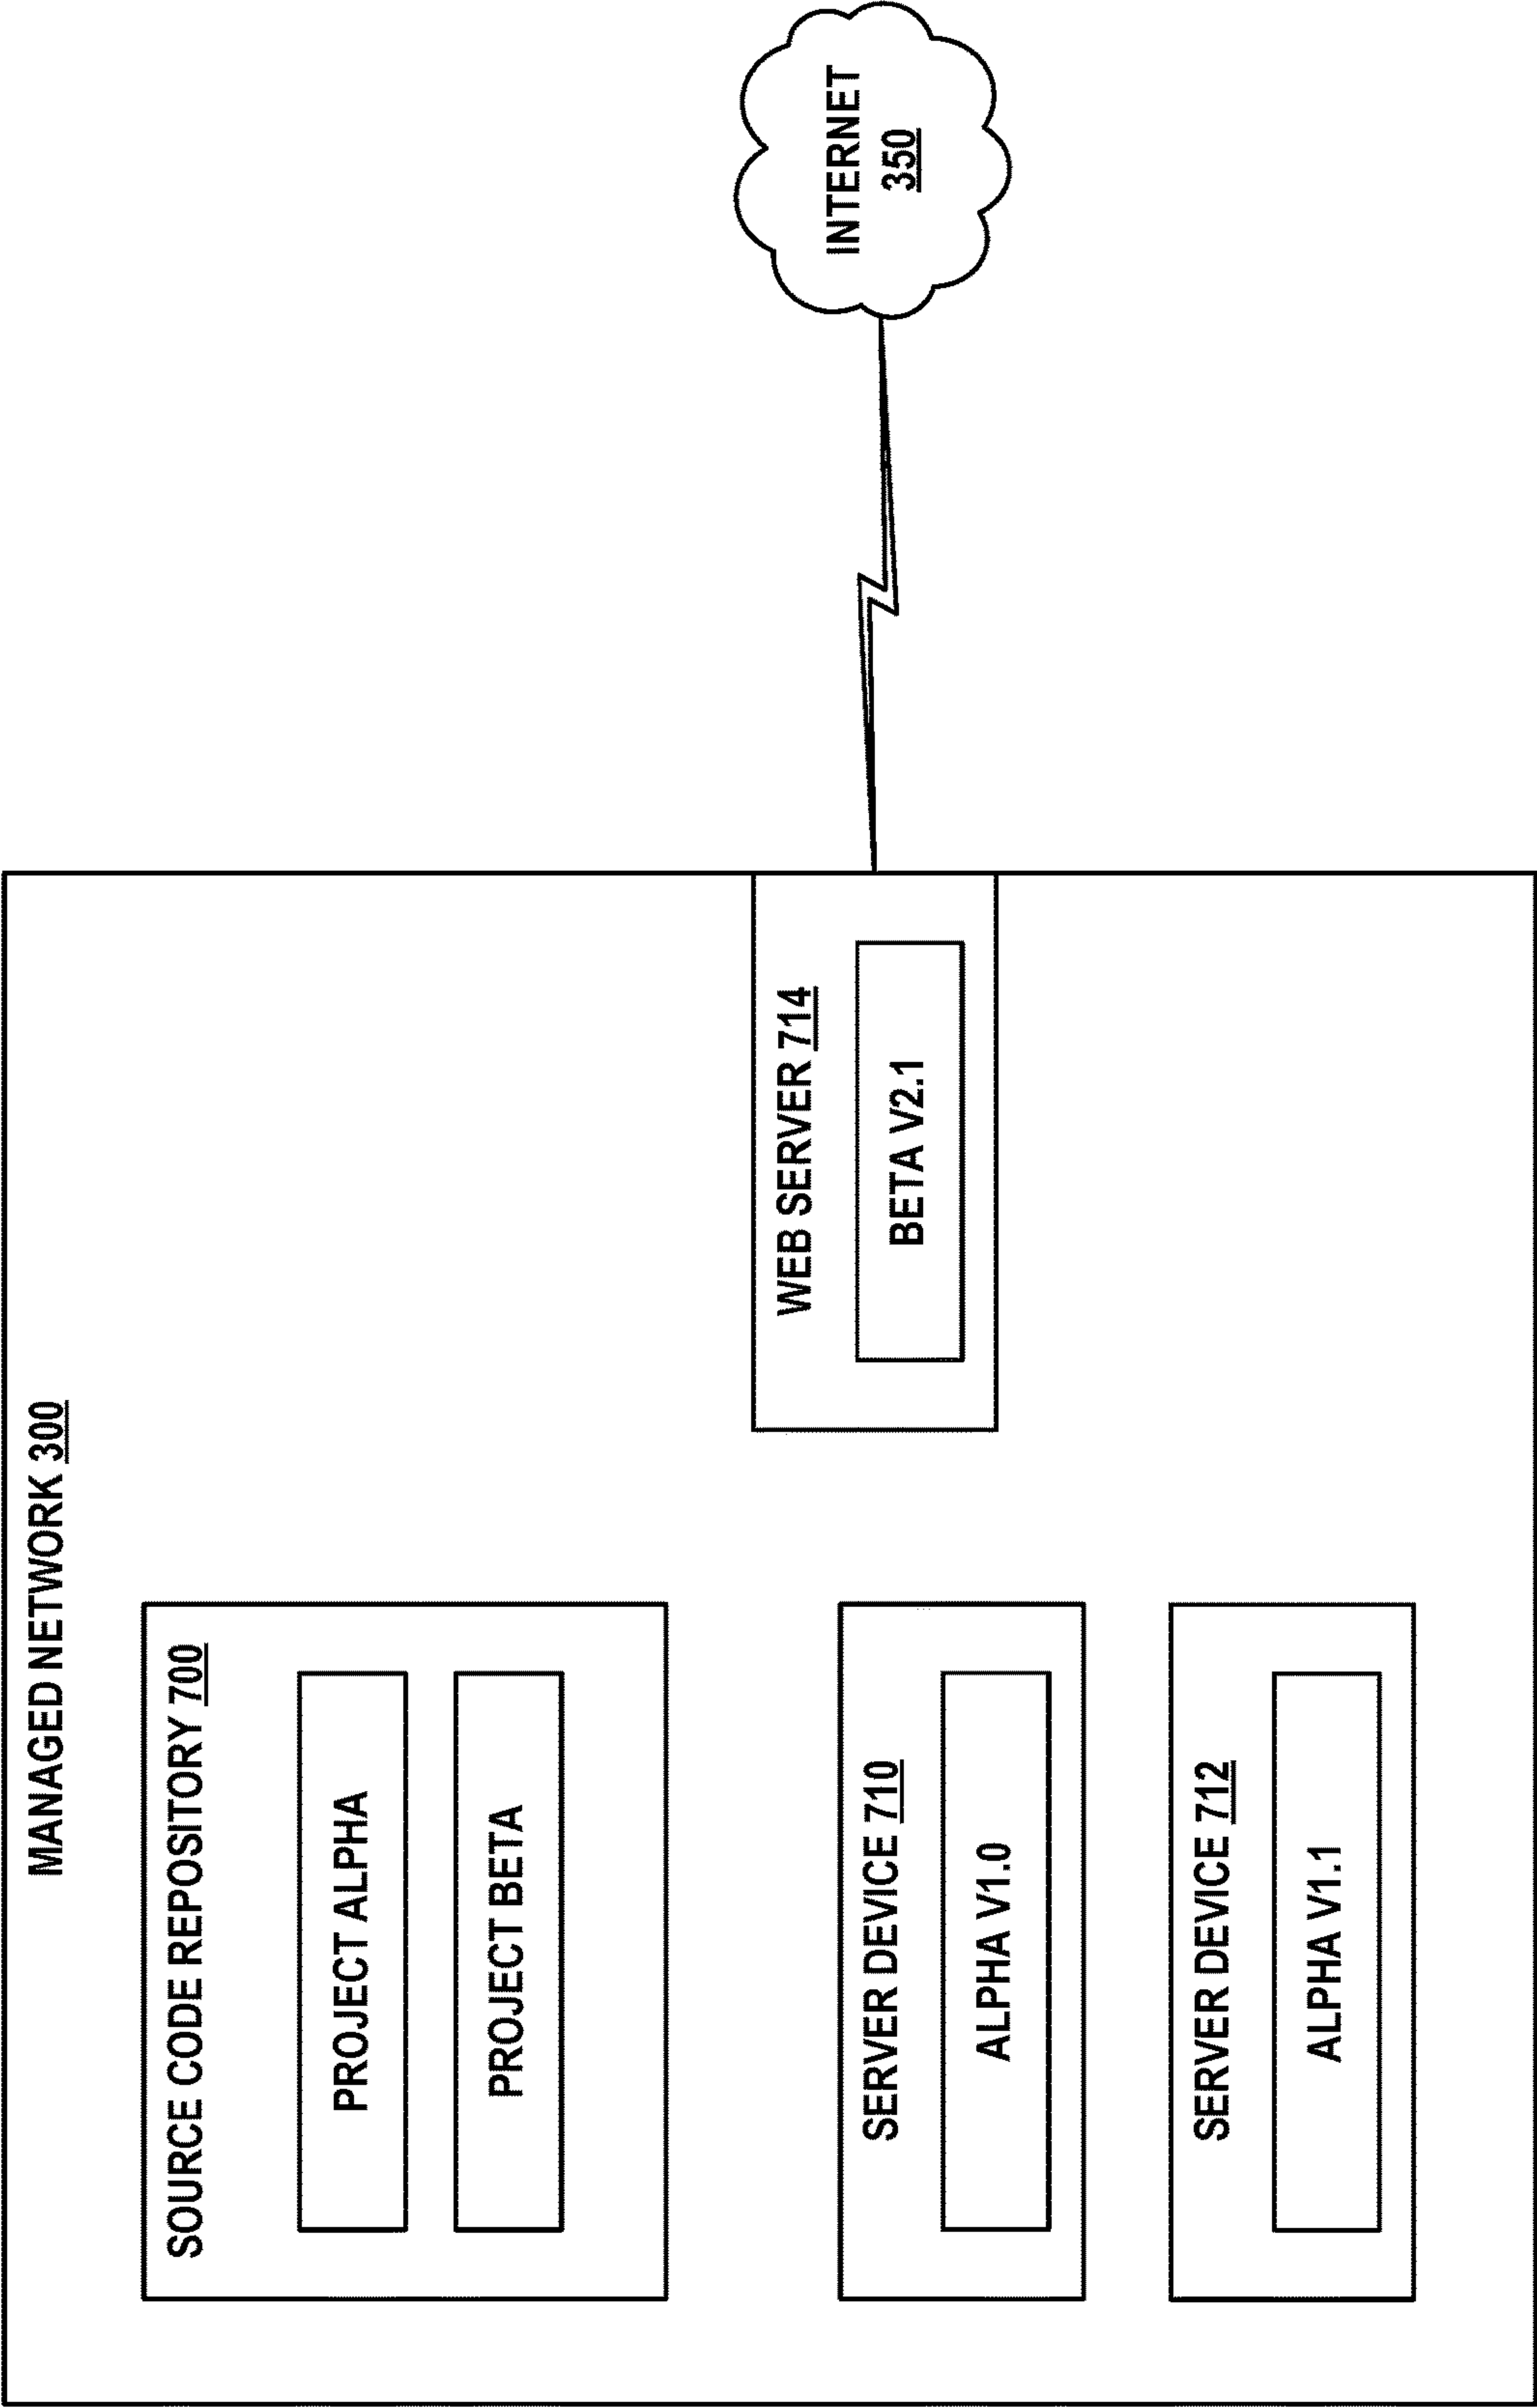 MANAGED NETWORK 300
SOURCE CODE REPOSITORY 700
PROJECT ALPHA
PROJECT BETA
SERVER DEVICE 710
ALPHA V1.0
SERVER DEVICE 712
ALPHA V1.1
WEB SERVER 714
BETA V2.1
INTERNET
350